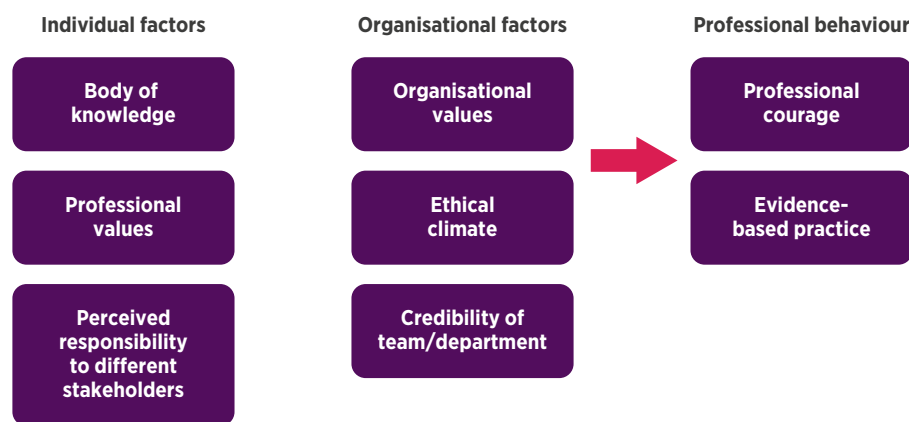 Individual factors
Organisational factors
Professional behaviour
Body of
knowledge
Organisational
values
Professional
courage
Professional
values
Ethical
climate
Evidence-
based practice
Perceived
responsibility
to different
stakeholders
Credibility of
team/department